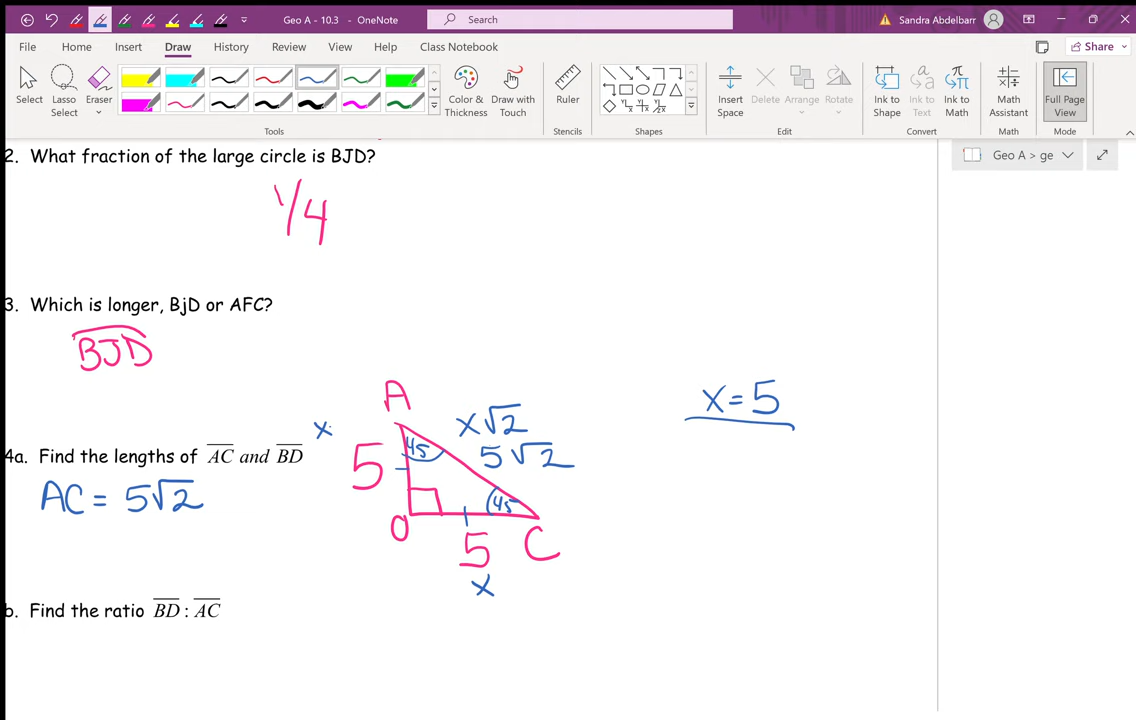 Geo A - 10.3 - OneNote
Search
Sandra Abdelbarr
File Home Insert Draw History Review View Help Class Notebook
Share
Select
Lasso Select
Eraser
Color & Thickness
Draw with Touch
Ruler
Insert Space
Delete
Arrange
Rotate
Ink to Shape
Ink to Text
Ink to Math
Math Assistant
Full Page View
Tools
Stencils
Shapes
Edit
Convert
Math
Mode
Geo A > ge
2. What fraction of the large circle is BJD?
1/4
3. Which is longer, BjD or AFC?
BJD
x = 5
A
x√2
x
45
5
5√2
4a. Find the lengths of AC and BD
AC = 5√2
45
O
5
C
x
b. Find the ratio BD : AC